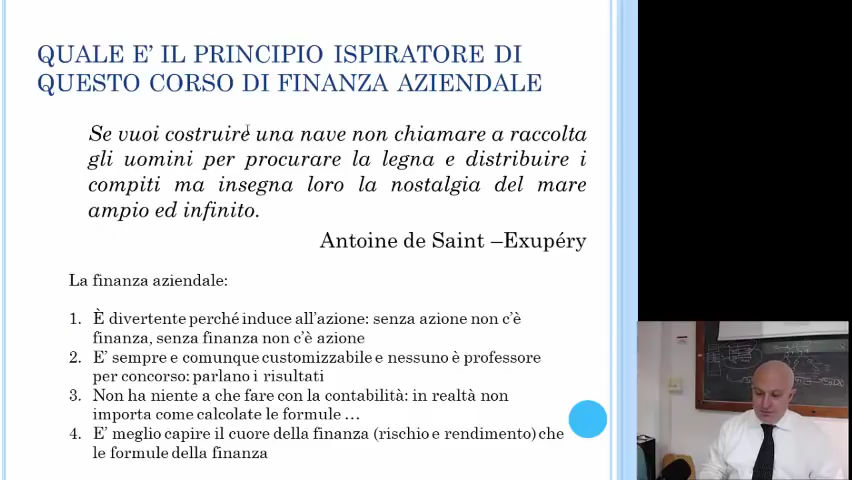 QUALE E' IL PRINCIPIO ISPIRATORE DI
QUESTO CORSO DI FINANZA AZIENDALE
Se vuoi costruire una nave non chiamare a raccolta
gli uomini per procurare la legna e distribuire i
compiti ma insegna loro la nostalgia del mare
ampio ed infinito.
Antoine de Saint –Exupéry
La finanza aziendale:
1. È divertente perché induce all'azione: senza azione non c'è
finanza, senza finanza non c'è azione
2. E' sempre e comunque customizzabile e nessuno è professore
per concorso: parlano i risultati
3. Non ha niente a che fare con la contabilità: in realtà non
importa come calcolate le formule …
4. E' meglio capire il cuore della finanza (rischio e rendimento) che
le formule della finanza